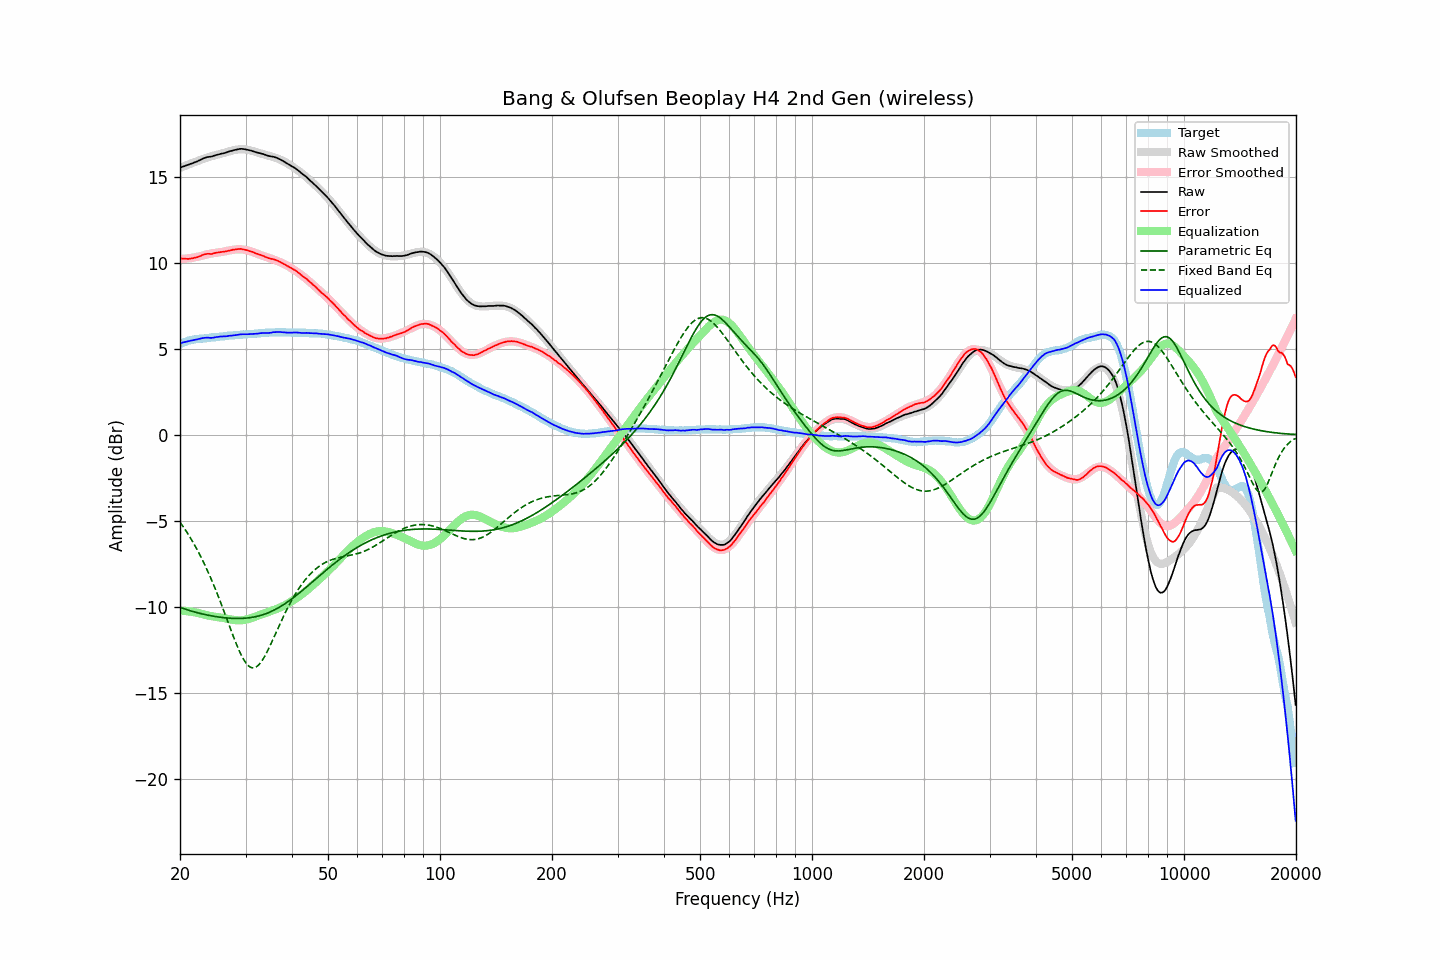 Bang & Olufsen Beoplay H4 2nd Gen (wireless)
Target
Raw Smoothed
Error Smoothed
Raw
Error
Equalization
Parametric Eq
Fixed Band Eq
Equalized
Amplitude (dBr)
15
10
5
0
−5
−10
−15
−20
20
50
100
200
500
1000
2000
5000
10000
20000
Frequency (Hz)